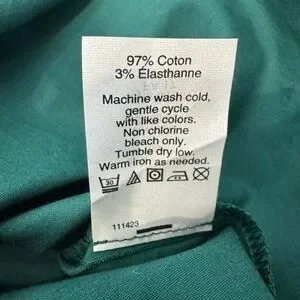 97% Coton
3% Élasthanne
Machine wash cold,
gentle cycle
with like colors.
Non chlorine
bleach only.
Tumble dry low.
Warm iron as needed.
30
111423